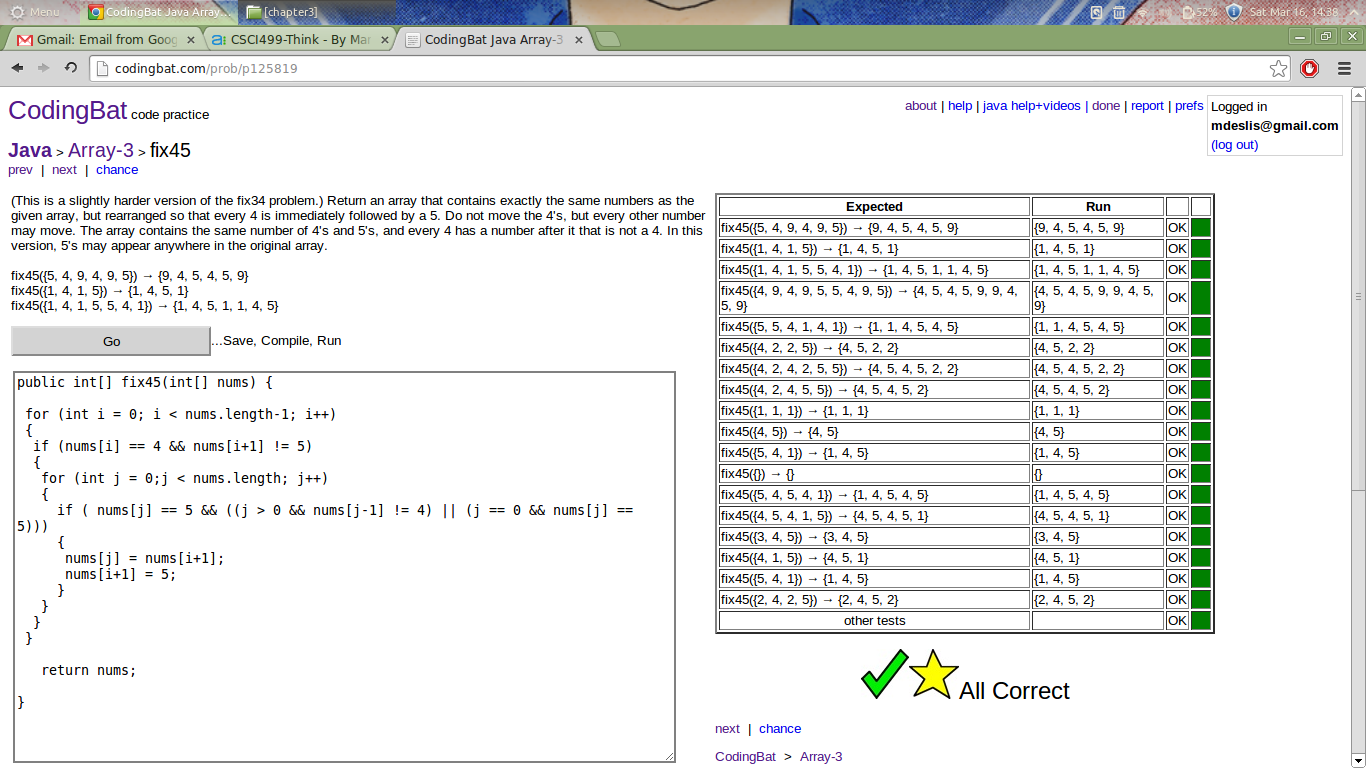 Menu CodingBat Java Array... [chapter3] 52% Sat Mar 16, 14:38
Gmail: Email from Goog × CSCI499-Think - By Mar × CodingBat Java Array-3 ×
codingbat.com/prob/p125819
CodingBat code practice
about | help | java help+videos | done | report | prefs
Logged in
mdeslis@gmail.com
(log out)
Java > Array-3 > fix45
prev | next | chance
(This is a slightly harder version of the fix34 problem.) Return an array that contains exactly the same numbers as the
given array, but rearranged so that every 4 is immediately followed by a 5. Do not move the 4's, but every other number
may move. The array contains the same number of 4's and 5's, and every 4 has a number after it that is not a 4. In this
version, 5's may appear anywhere in the original array.
fix45({5, 4, 9, 4, 9, 5}) → {9, 4, 5, 4, 5, 9}
fix45({1, 4, 1, 5}) → {1, 4, 5, 1}
fix45({1, 4, 1, 5, 5, 4, 1}) → {1, 4, 5, 1, 1, 4, 5}
Go ...Save, Compile, Run
public int[] fix45(int[] nums) {
for (int i = 0; i < nums.length-1; i++)
{
if (nums[i] == 4 && nums[i+1] != 5)
{
for (int j = 0;j < nums.length; j++)
{
if ( nums[j] == 5 && ((j > 0 && nums[j-1] != 4) || (j == 0 && nums[j] ==
5)))
{
nums[j] = nums[i+1];
nums[i+1] = 5;
}
}
}
}
return nums;
}
Expected Run
fix45({5, 4, 9, 4, 9, 5}) → {9, 4, 5, 4, 5, 9} {9, 4, 5, 4, 5, 9} OK
fix45({1, 4, 1, 5}) → {1, 4, 5, 1} {1, 4, 5, 1} OK
fix45({1, 4, 1, 5, 5, 4, 1}) → {1, 4, 5, 1, 1, 4, 5} {1, 4, 5, 1, 1, 4, 5} OK
fix45({4, 9, 4, 9, 5, 5, 4, 9, 5}) → {4, 5, 4, 5, 9, 9, 4, {4, 5, 4, 5, 9, 9, 4, 5, OK
5, 9} 9}
fix45({5, 5, 4, 1, 4, 1}) → {1, 1, 4, 5, 4, 5} {1, 1, 4, 5, 4, 5} OK
fix45({4, 2, 2, 5}) → {4, 5, 2, 2} {4, 5, 2, 2} OK
fix45({4, 2, 4, 2, 5, 5}) → {4, 5, 4, 5, 2, 2} {4, 5, 4, 5, 2, 2} OK
fix45({4, 2, 4, 5, 5}) → {4, 5, 4, 5, 2} {4, 5, 4, 5, 2} OK
fix45({1, 1, 1}) → {1, 1, 1} {1, 1, 1} OK
fix45({4, 5}) → {4, 5} {4, 5} OK
fix45({5, 4, 1}) → {1, 4, 5} {1, 4, 5} OK
fix45({}) → {} {} OK
fix45({5, 4, 5, 4, 1}) → {1, 4, 5, 4, 5} {1, 4, 5, 4, 5} OK
fix45({4, 5, 4, 1, 5}) → {4, 5, 4, 5, 1} {4, 5, 4, 5, 1} OK
fix45({3, 4, 5}) → {3, 4, 5} {3, 4, 5} OK
fix45({4, 1, 5}) → {4, 5, 1} {4, 5, 1} OK
fix45({5, 4, 1}) → {1, 4, 5} {1, 4, 5} OK
fix45({2, 4, 2, 5}) → {2, 4, 5, 2} {2, 4, 5, 2} OK
other tests OK
All Correct
next | chance
CodingBat > Array-3